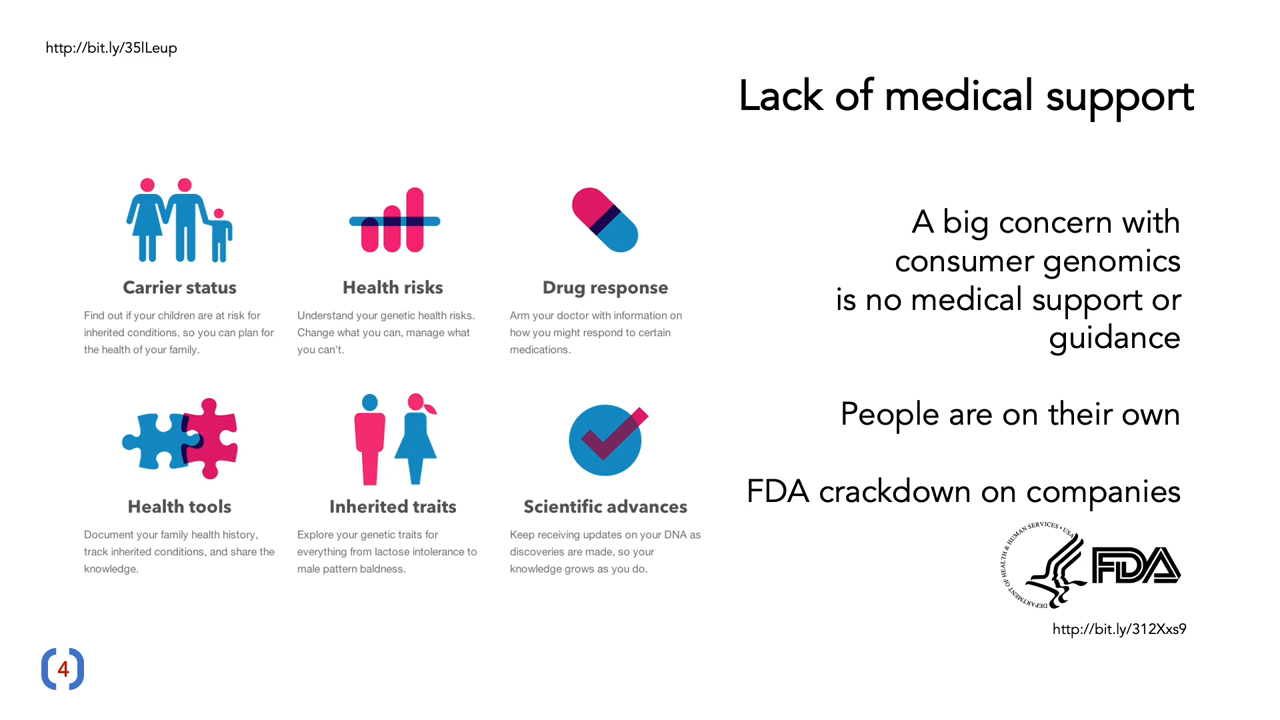 http://bit.ly/35lLeup
Lack of medical support
Carrier status
Find out if your children are at risk for
inherited conditions, so you can plan for
the health of your family.
Health risks
Understand your genetic health risks.
Change what you can, manage what
you can't.
Drug response
Arm your doctor with information on
how you might respond to certain
medications.
Health tools
Document your family health history,
track inherited conditions, and share the
knowledge.
Inherited traits
Explore your genetic traits for
everything from lactose intolerance to
male pattern baldness.
Scientific advances
Keep receiving updates on your DNA as
discoveries are made, so your
knowledge grows as you do.
A big concern with
consumer genomics
is no medical support or
guidance
People are on their own
FDA crackdown on companies
DEPARTMENT OF HEALTH & HUMAN SERVICES • USA
FDA
http://bit.ly/312Xxs9
4